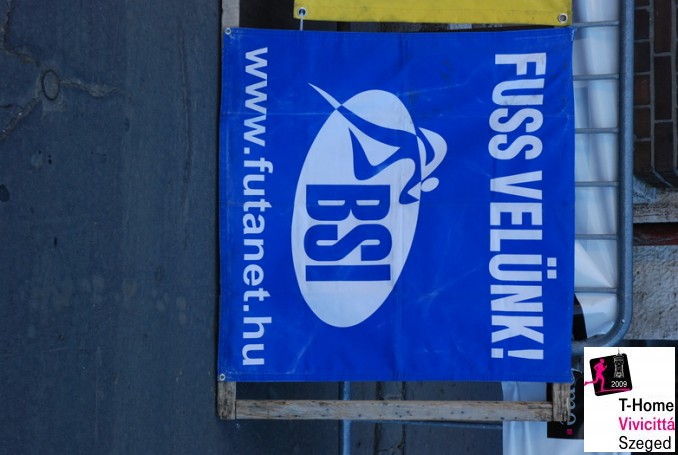 FUSS VELÜNK!
BSI
www.futanet.hu
2009
T-Home
Vivicittá
Szeged